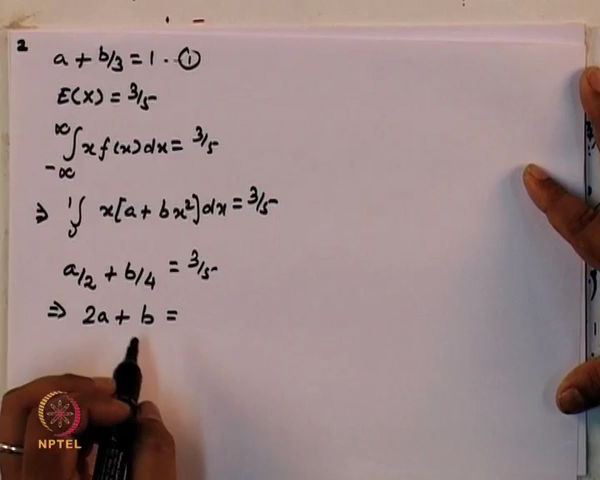 2
a + b/3 = 1 - ①
E(X) = 3/5
∞∫-∞ x f(x) dx = 3/5
⇒ 1∫0 x[a + bx²] dx = 3/5
a/2 + b/4 = 3/5
⇒ 2a + b =
NPTEL